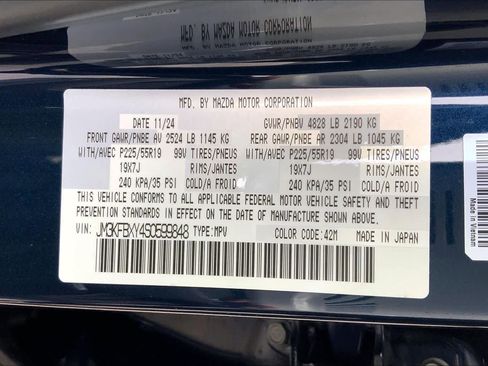 MFD. BY MAZDA MOTOR CORPORATION
DATE 11/24 GVWR/PNBV 4828 LB 2190 KG
FRONT GAWR/PNBE AV 2524 LB 1145 KG REAR GAWR/PNBE AR 2304 LB 1045 KG
WITH/AVEC P225/55R19 99V TIRES/PNEUS WITH/AVEC P225/55R19 99V TIRES/PNEUS
19X7J RIMS/JANTES 19X7J RIMS/JANTES
240 KPA/35 PSI COLD/A FROID 240 KPA/35 PSI COLD/A FROID
THIS VEHICLE CONFORMS TO ALL APPLICABLE FEDERAL MOTOR VEHICLE SAFETY AND THEFT
PREVENTION STANDARDS IN EFFECT ON THE DATE OF MANUFACTURE SHOWN ABOVE.
VIN: JM3KFBXY4S0599848 TYPE: MPV COLOR CODE: 42M MADE IN JAPAN
Made in Vietnam